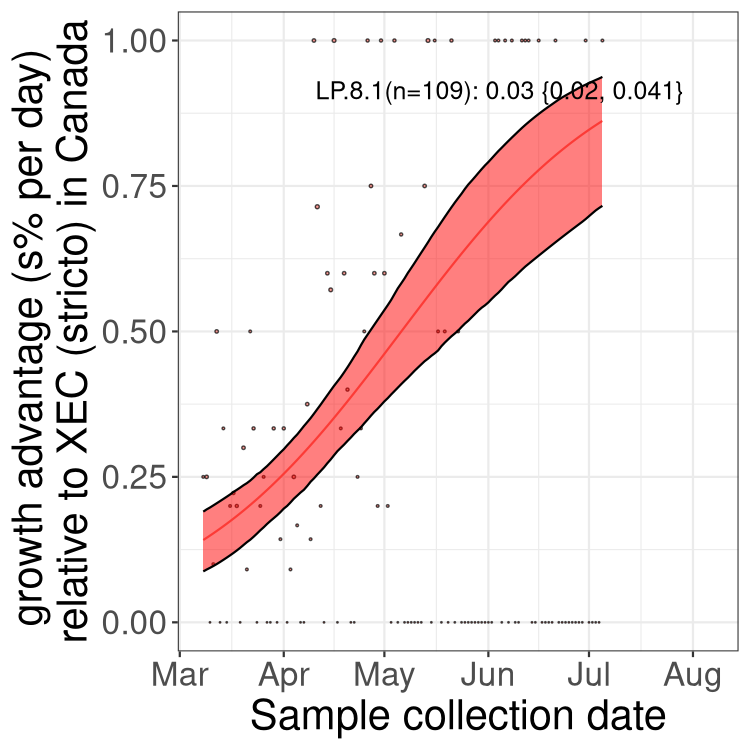 growth advantage (s% per day)
relative to XEC (stricto) in Canada
1.00
0.75
0.50
0.25
0.00
LP.8.1(n=109): 0.03 {0.02, 0.041}
Mar Apr May Jun Jul Aug
Sample collection date